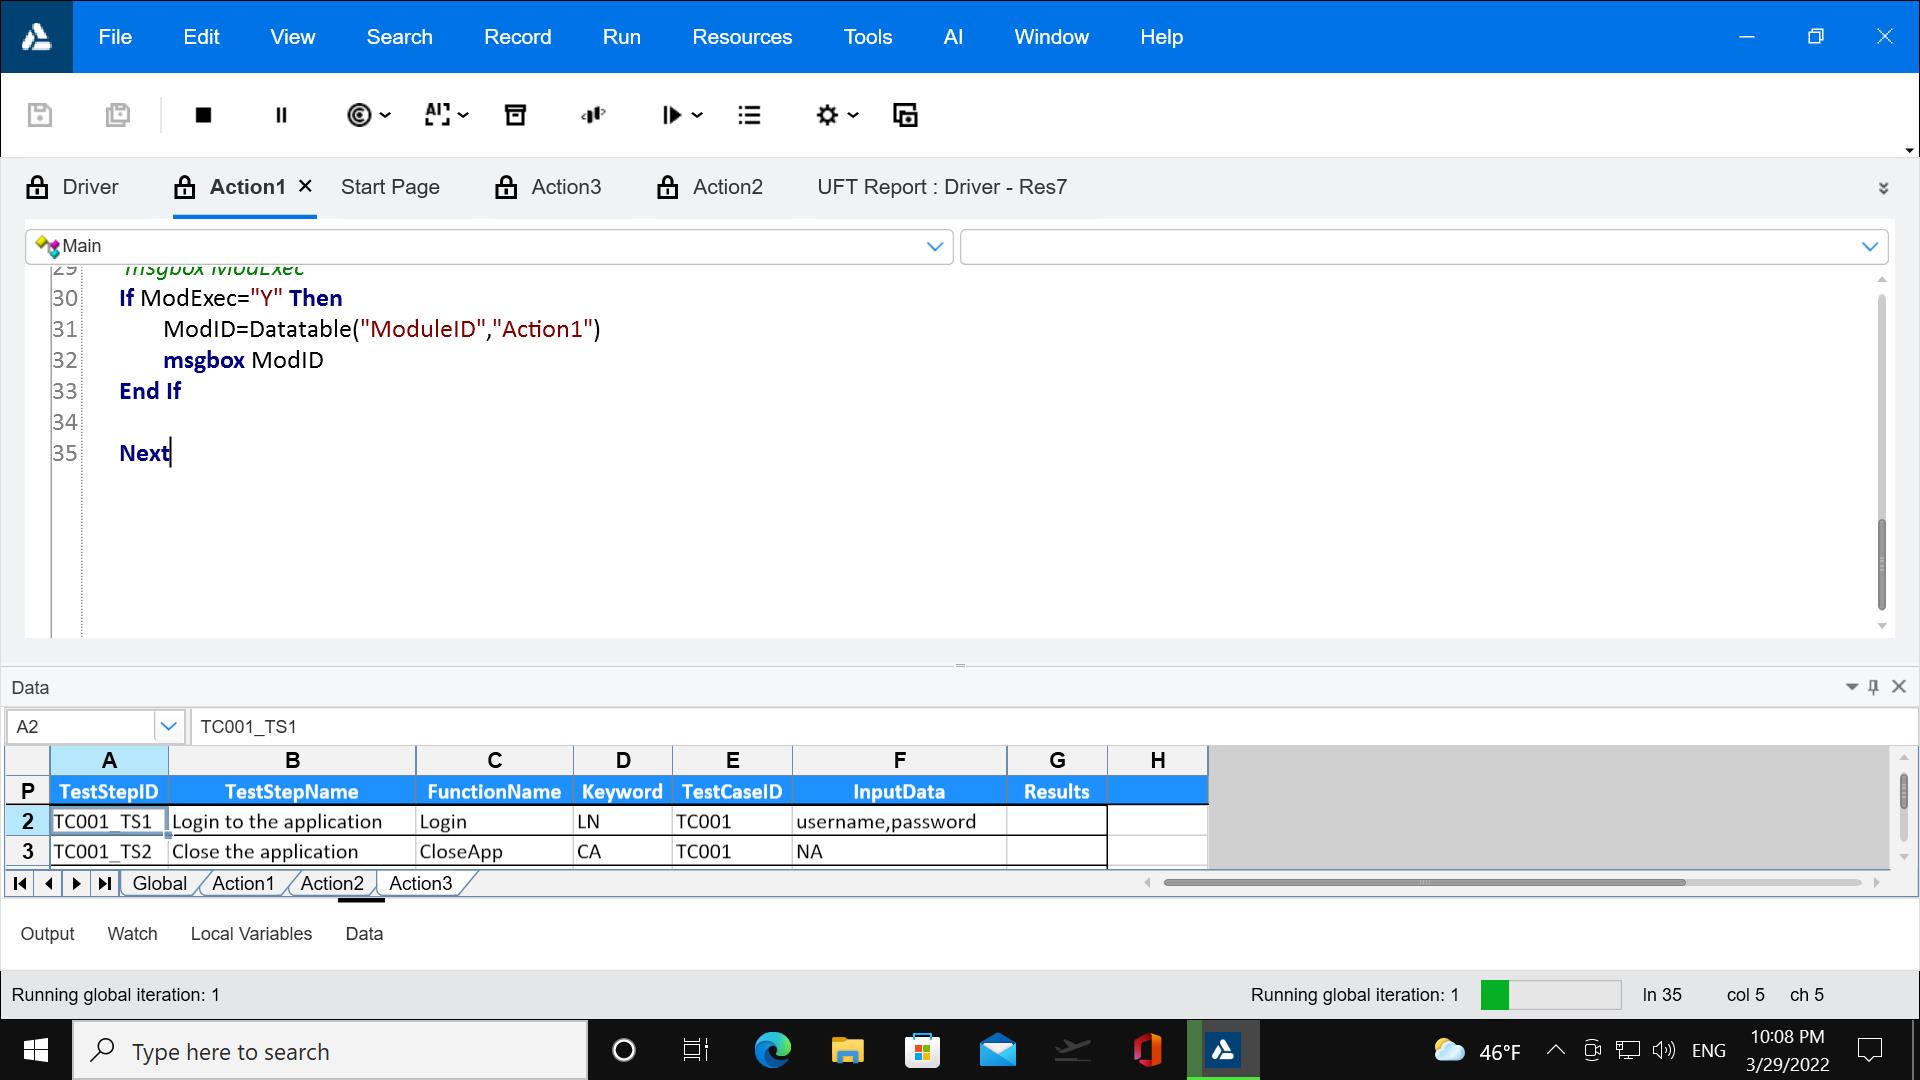 File Edit View Search Record Run Resources Tools AI Window Help
AI
Driver Action1 Start Page Action3 Action2 UFT Report : Driver - Res7
Main
29 'msgbox ModExec
30 If ModExec="Y" Then
31 ModID=Datatable("ModuleID","Action1")
32 msgbox ModID
33 End If
34
35 Next
Data
A2 TC001_TS1
A B C D E F G H
P TestStepID TestStepName FunctionName Keyword TestCaseID InputData Results
2 TC001_TS1 Login to the application Login LN TC001 username,password
3 TC001_TS2 Close the application CloseApp CA TC001 NA
Global Action1 Action2 Action3
Output Watch Local Variables Data
Running global iteration: 1 Running global iteration: 1 ln 35 col 5 ch 5
Type here to search 46°F ENG 10:08 PM
3/29/2022